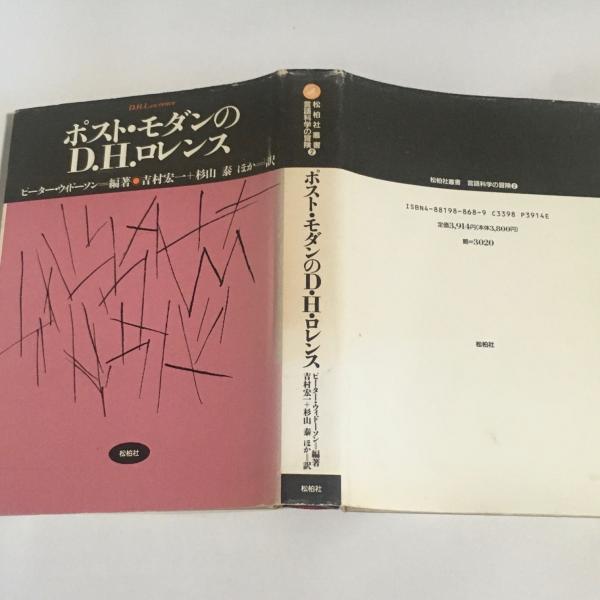 D.H.Lawrence
ポスト・モダンの
D.H.ロレンス
ピーター・ウィドーソン=編著●吉村宏一+杉山 泰 ほか=訳
松柏社
松柏社叢書
言語科学の冒険❷
ポスト・モダンのD・H・ロレンス
ピーター・ウィドーソン=編著
吉村宏一+杉山 泰 ほか=訳
松柏社
松柏社叢書 言語科学の冒険❷
ISBN4-88198-868-9 C3398 P3914E
定価3,914円(本体3,800円)
鶴=3020
松柏社